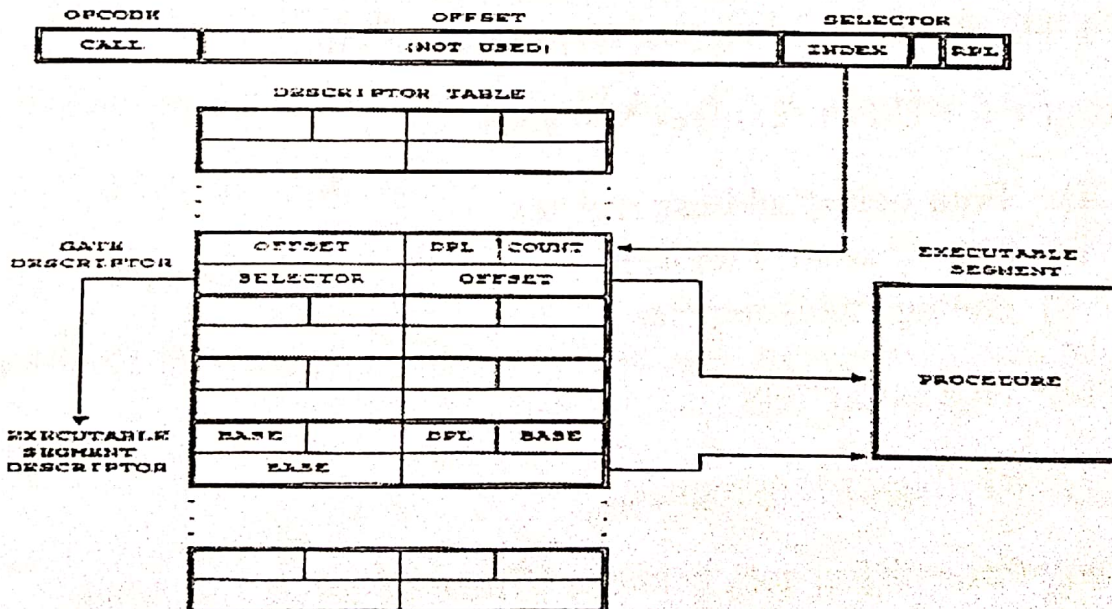 OPCODE OFFSET SELECTOR
CALL (NOT USED) INDEX RPL
DESCRIPTOR TABLE
GATE
DESCRIPTOR
OFFSET DPL COUNT
SELECTOR OFFSET
EXECUTABLE
SEGMENT
PROCEDURE
EXECUTABLE
SEGMENT
DESCRIPTOR
BASE DPL BASE
BASE